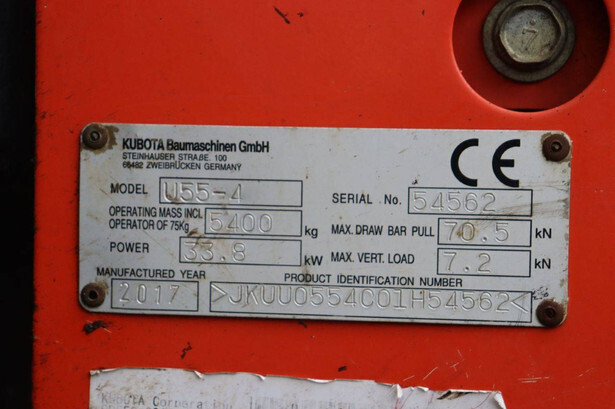 KUBOTA Baumaschinen GmbH
STEINHAUSER STRAßE. 100
66482 ZWEIBRÜCKEN GERMANY
CE
MODEL U55-4
SERIAL No. 54562
OPERATING MASS INCL
OPERATOR OF 75Kg 5400 kg
MAX. DRAW BAR PULL 70.5 kN
POWER 33.8 kW
MAX. VERT. LOAD 7.2 kN
MANUFACTURED YEAR
2017
PRODUCT IDENTIFICATION NUMBER
>JKUU0554C01H54562<
Kubota Corporation